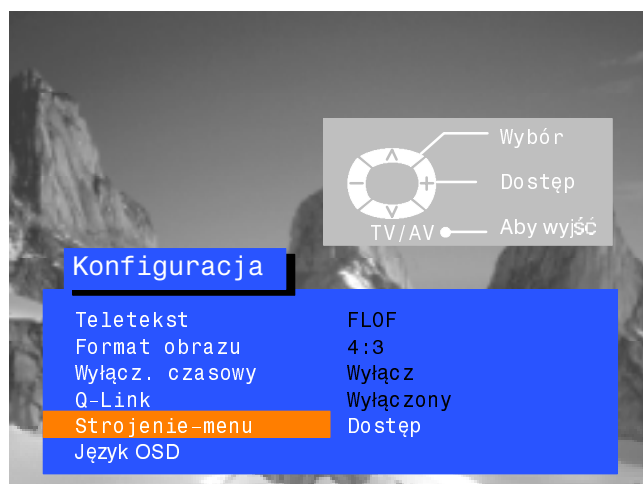 Wybór
Dostęp
TV/AV Aby wyjść
Konfiguracja
Teletekst FLOF
Format obrazu 4:3
Wyłącz. czasowy Wyłącz
Q-Link Wyłączony
Strojenie-menu Dostęp
Język OSD